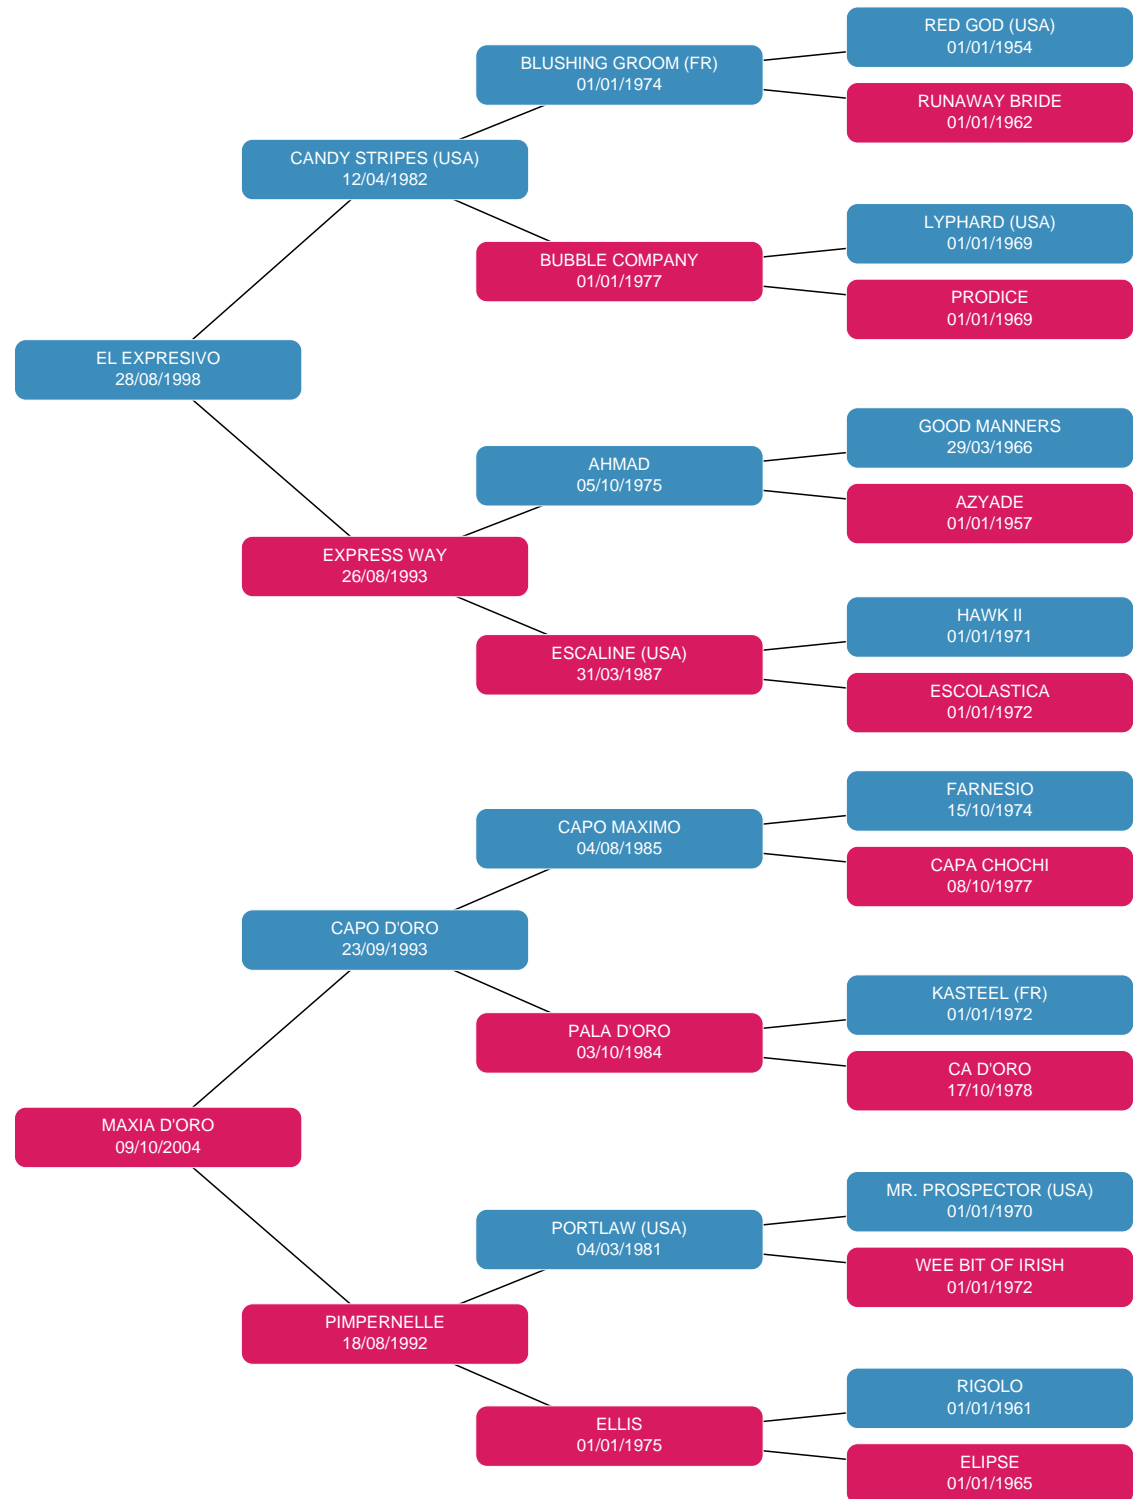 RED GOD (USA)
01/01/1954
BLUSHING GROOM (FR)
01/01/1974
RUNAWAY BRIDE
01/01/1962
CANDY STRIPES (USA)
12/04/1982
LYPHARD (USA)
01/01/1969
BUBBLE COMPANY
01/01/1977
PRODICE
01/01/1969
EL EXPRESIVO
28/08/1998
GOOD MANNERS
29/03/1966
AHMAD
05/10/1975
AZYADE
01/01/1957
EXPRESS WAY
26/08/1993
HAWK II
01/01/1971
ESCALINE (USA)
31/03/1987
ESCOLASTICA
01/01/1972
FARNESIO
15/10/1974
CAPO MAXIMO
04/08/1985
CAPA CHOCHI
08/10/1977
CAPO D'ORO
23/09/1993
KASTEEL (FR)
01/01/1972
PALA D'ORO
03/10/1984
CA D'ORO
17/10/1978
MAXIA D'ORO
09/10/2004
MR. PROSPECTOR (USA)
01/01/1970
PORTLAW (USA)
04/03/1981
WEE BIT OF IRISH
01/01/1972
PIMPERNELLE
18/08/1992
RIGOLO
01/01/1961
ELLIS
01/01/1975
ELIPSE
01/01/1965